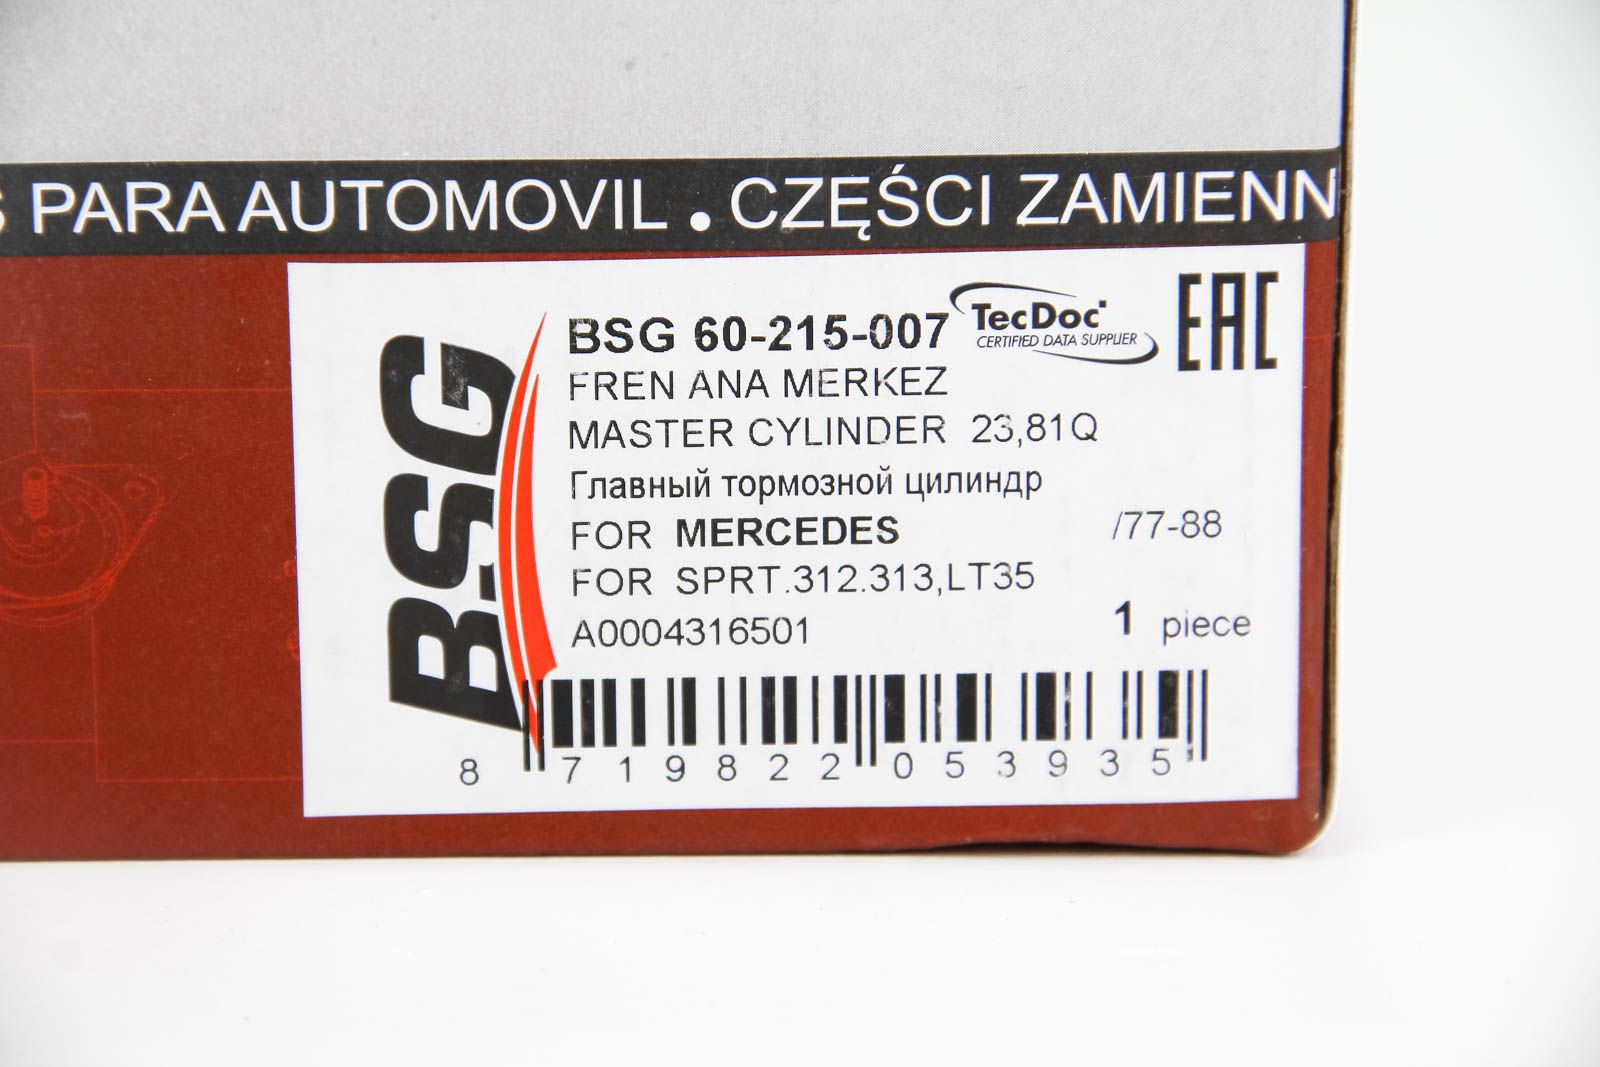 S PARA AUTOMOVIL . CZĘŚCI ZAMIENN
BSG
BSG 60-215-007
TecDoc
CERTIFIED DATA SUPPLIER
EAC
FREN ANA MERKEZ
MASTER CYLINDER 23,81Q
Главный тормозной цилиндр
FOR MERCEDES /77-88
FOR SPRT.312.313,LT35
A0004316501 1 piece
8 719822 053935